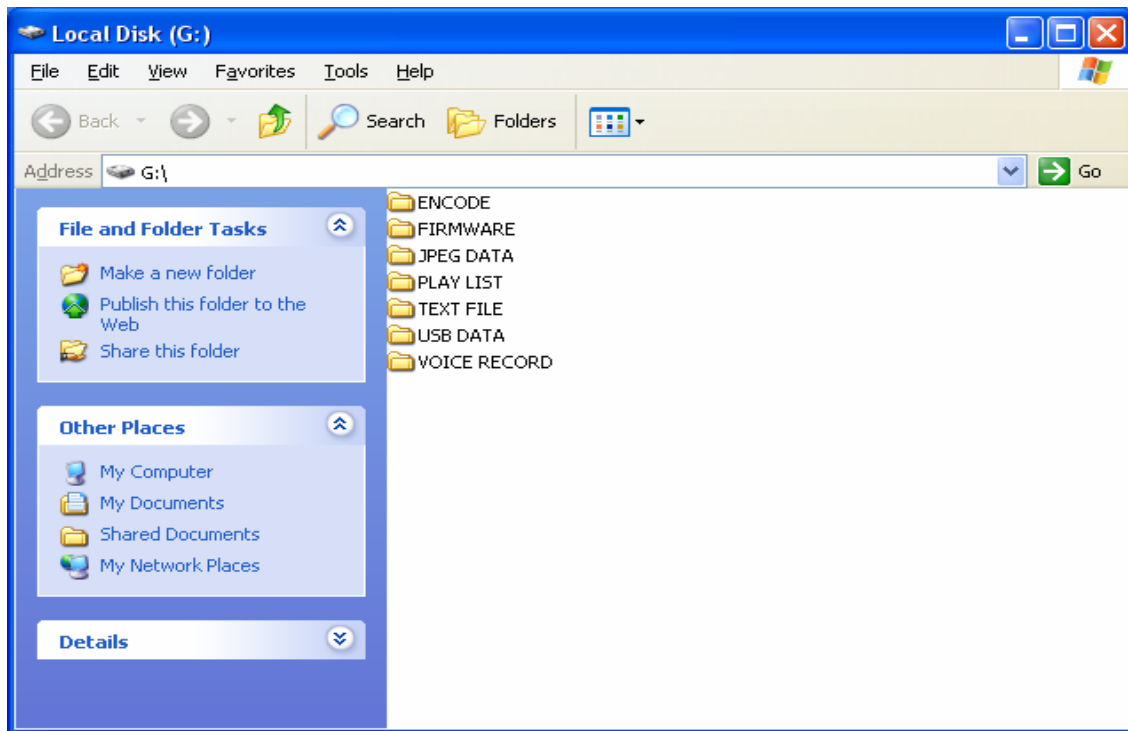 Local Disk (G:)
File Edit View Favorites Tools Help
Back Search Folders
Address G:\ Go
File and Folder Tasks
Make a new folder
Publish this folder to the
Web
Share this folder
Other Places
My Computer
My Documents
Shared Documents
My Network Places
Details
ENCODE
FIRMWARE
JPEG DATA
PLAY LIST
TEXT FILE
USB DATA
VOICE RECORD